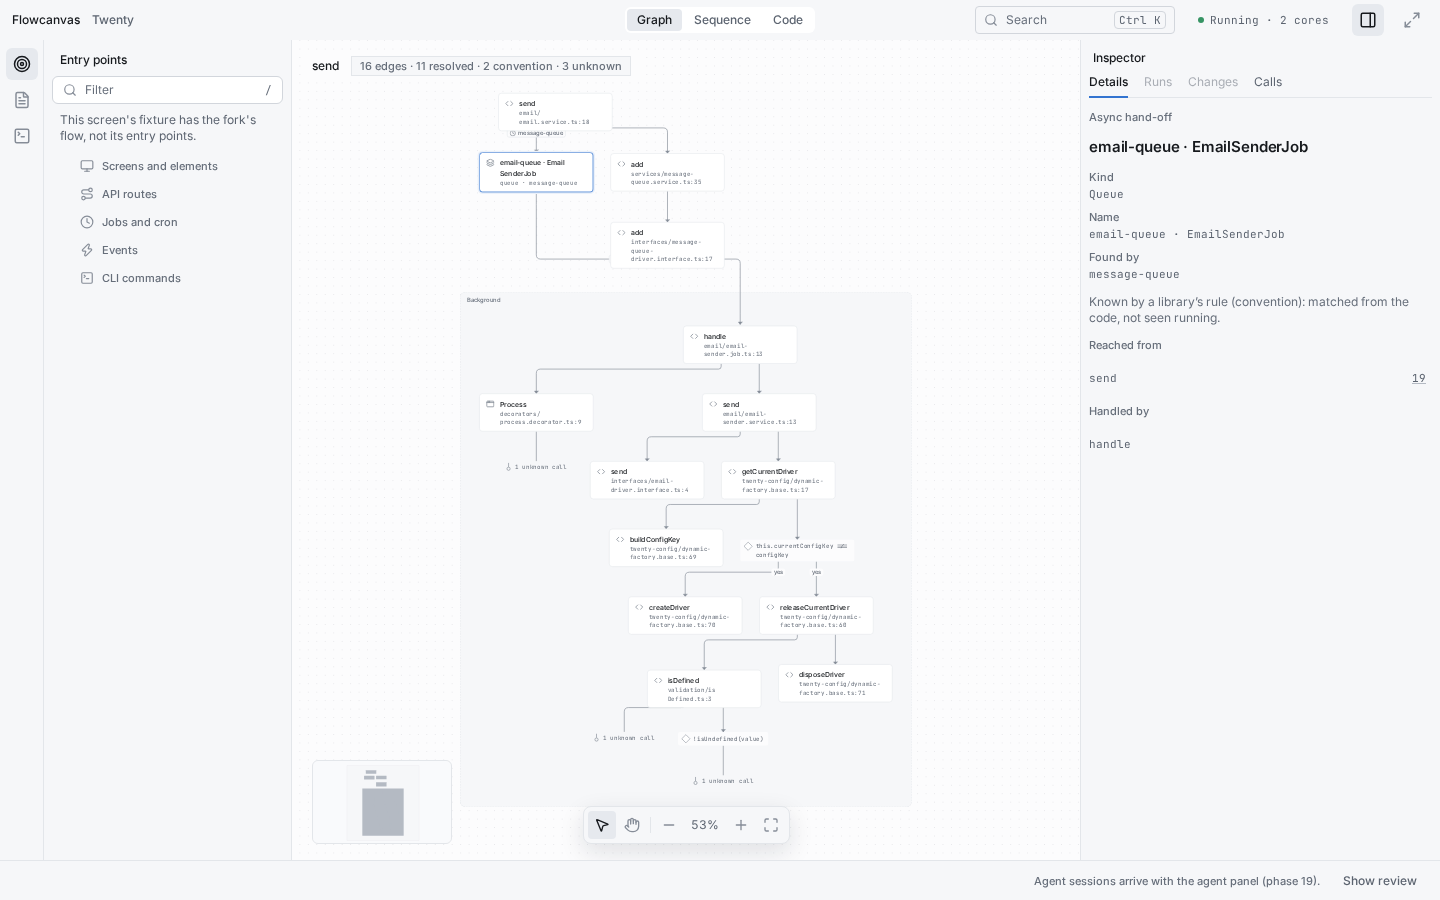 Flowcanvas Twenty
Graph Sequence Code
Search Ctrl K
Running · 2 cores
Entry points
Filter /
This screen's fixture has the fork's
flow, not its entry points.
Screens and elements
API routes
Jobs and cron
Events
CLI commands
send
16 edges · 11 resolved · 2 convention · 3 unknown
send
email/
email.service.ts:18
message-queue
email-queue · Email
SenderJob
queue · message-queue
add
services/message-
queue.service.ts:35
add
interfaces/message-
queue-
driver.interface.ts:17
Background
handle
email/email-
sender.job.ts:13
Process
decorators/
process.decorator.ts:9
send
email/email-
sender.service.ts:13
1 unknown call
send
interfaces/email-
driver.interface.ts:4
getCurrentDriver
twenty-config/dynamic-
factory.base.ts:17
buildConfigKey
twenty-config/dynamic-
factory.base.ts:69
this.currentConfigKey
configKey
yes
yes
createDriver
twenty-config/dynamic-
factory.base.ts:70
releaseCurrentDriver
twenty-config/dynamic-
factory.base.ts:60
isDefined
validation/is
Defined.ts:3
disposeDriver
twenty-config/dynamic-
factory.base.ts:71
1 unknown call
!isUndefined(value)
1 unknown call
53%
Inspector
Details Runs Changes Calls
Async hand-off
email-queue · EmailSenderJob
Kind
Queue
Name
email-queue · EmailSenderJob
Found by
message-queue
Known by a library’s rule (convention): matched from the
code, not seen running.
Reached from
send 19
Handled by
handle
Agent sessions arrive with the agent panel (phase 19). Show review